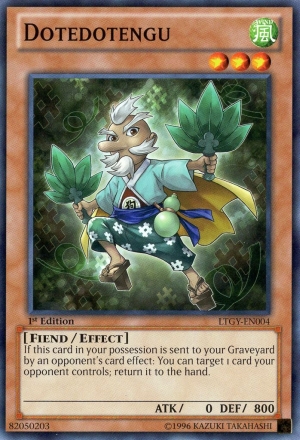 DOTEDOTENGU
風
1st Edition
LTGY-EN004
[FIEND / EFFECT]
If this card in your possession is sent to your Graveyard
by an opponent's card effect: You can target 1 card your
opponent controls; return it to the hand.
ATK/ 0 DEF/ 800
82050203
©1996 KAZUKI TAKAHASHI